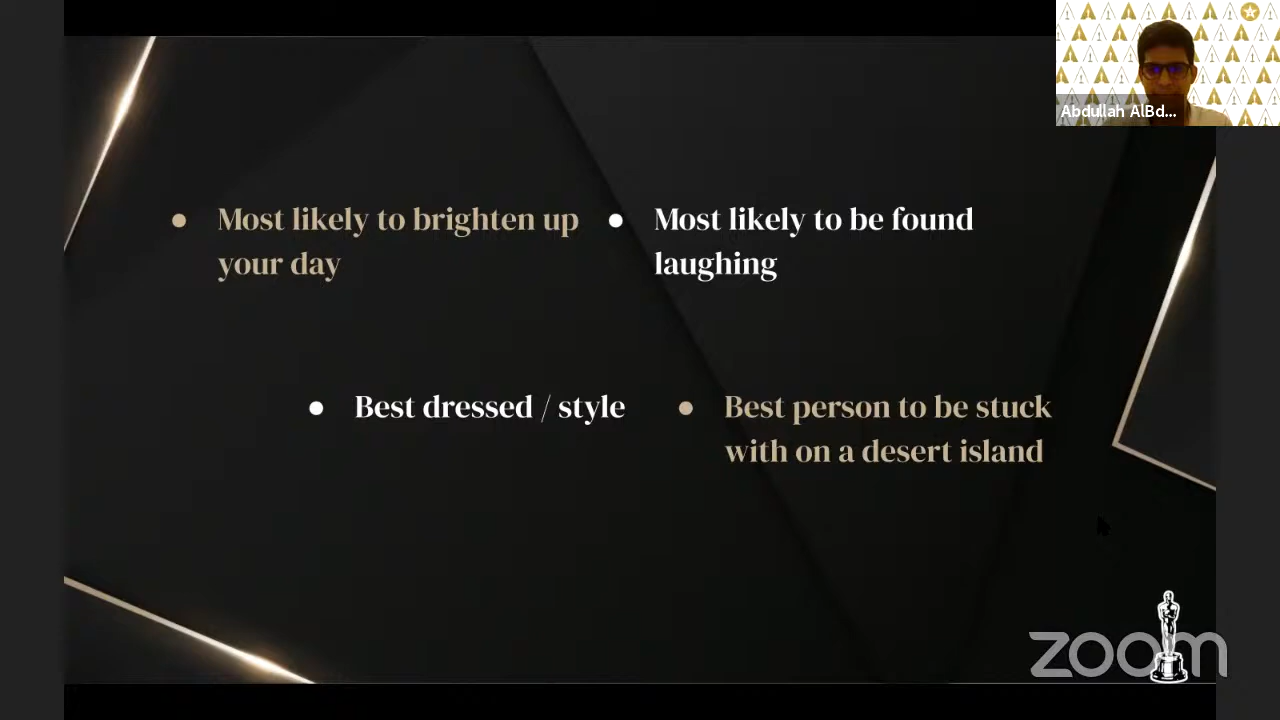 Abdullah AlBd...
Most likely to brighten up
your day
Most likely to be found
laughing
Best dressed / style
Best person to be stuck
with on a desert island
zoom